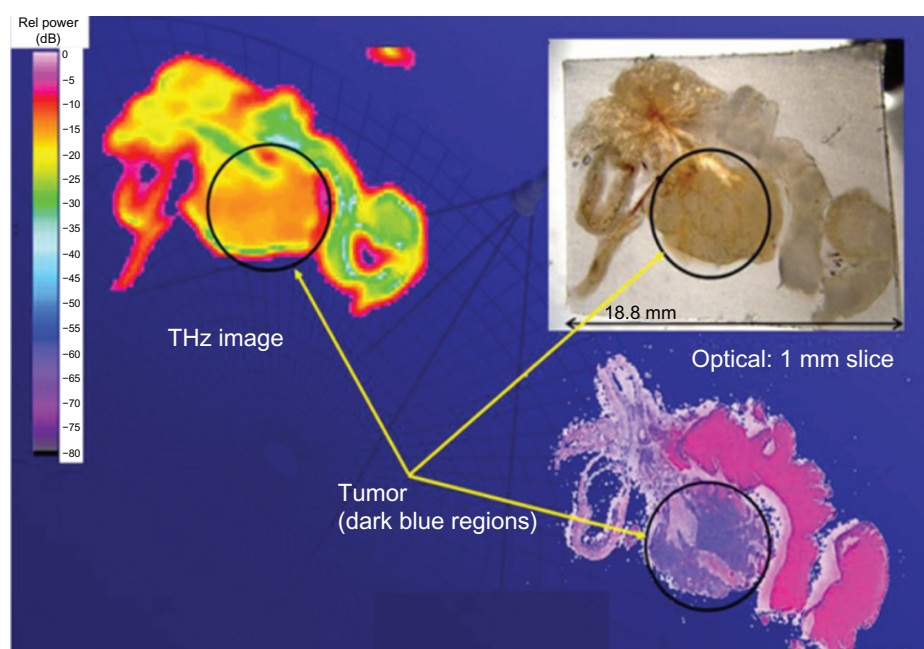 Rel power
(dB)
0
−5
−10
−15
−20
−25
−30
−35
−40
−45
−50
−55
−60
−65
−70
−75
−80
THz image
18.8 mm
Optical: 1 mm slice
Tumor
(dark blue regions)